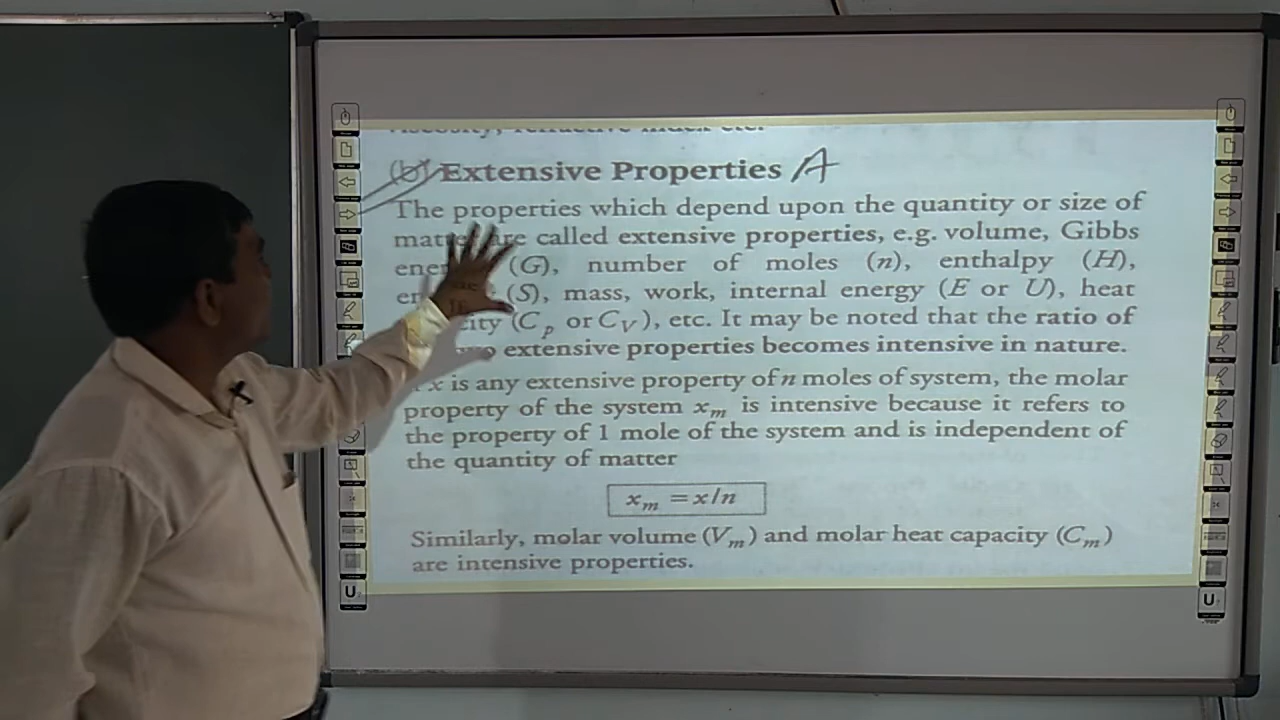 (b) Extensive Properties A
The properties which depend upon the quantity or size of
matter are called extensive properties, e.g. volume, Gibbs
(G), number of moles (n), enthalpy (H),
(S), mass, work, internal energy (E or U), heat
(Cp or CV), etc. It may be noted that the ratio of
extensive properties becomes intensive in nature.
x is any extensive property of n moles of system, the molar
property of the system xm is intensive because it refers to
the property of 1 mole of the system and is independent of
the quantity of matter
xm = x/n
Similarly, molar volume (Vm) and molar heat capacity (Cm)
are intensive properties.
U
U